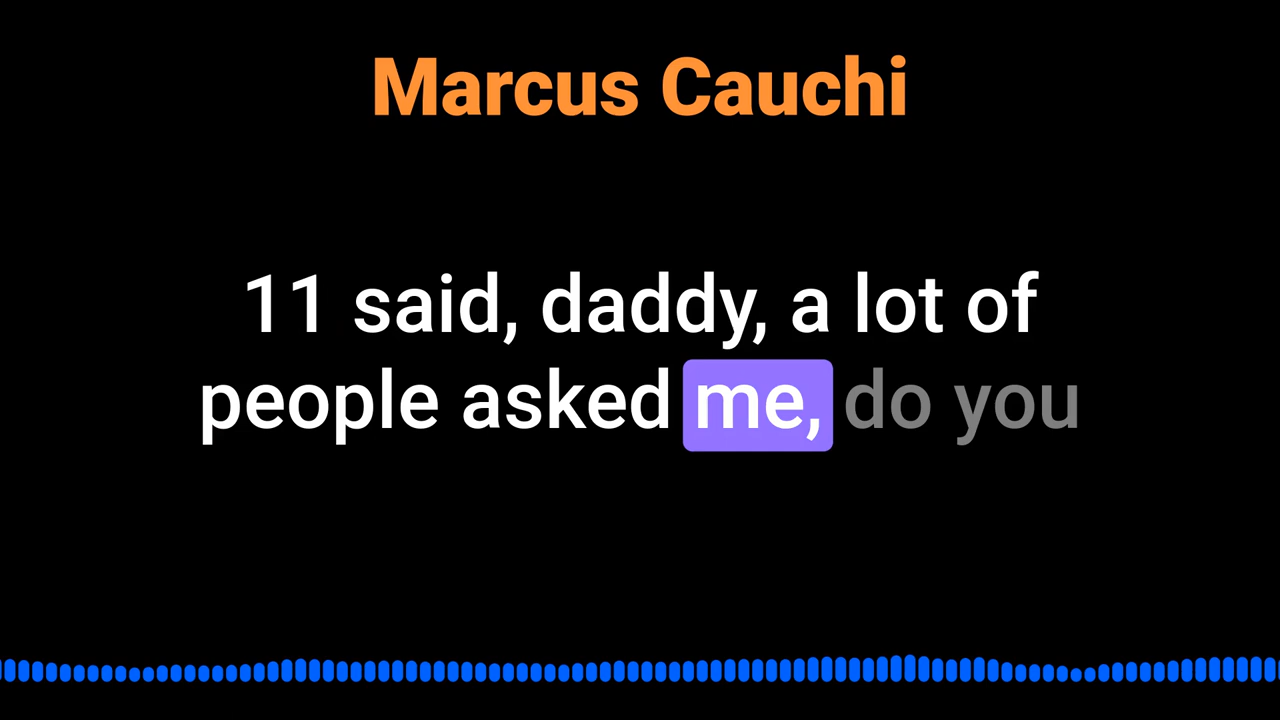 Marcus Cauchi
11 said, daddy, a lot of
people asked me, do you